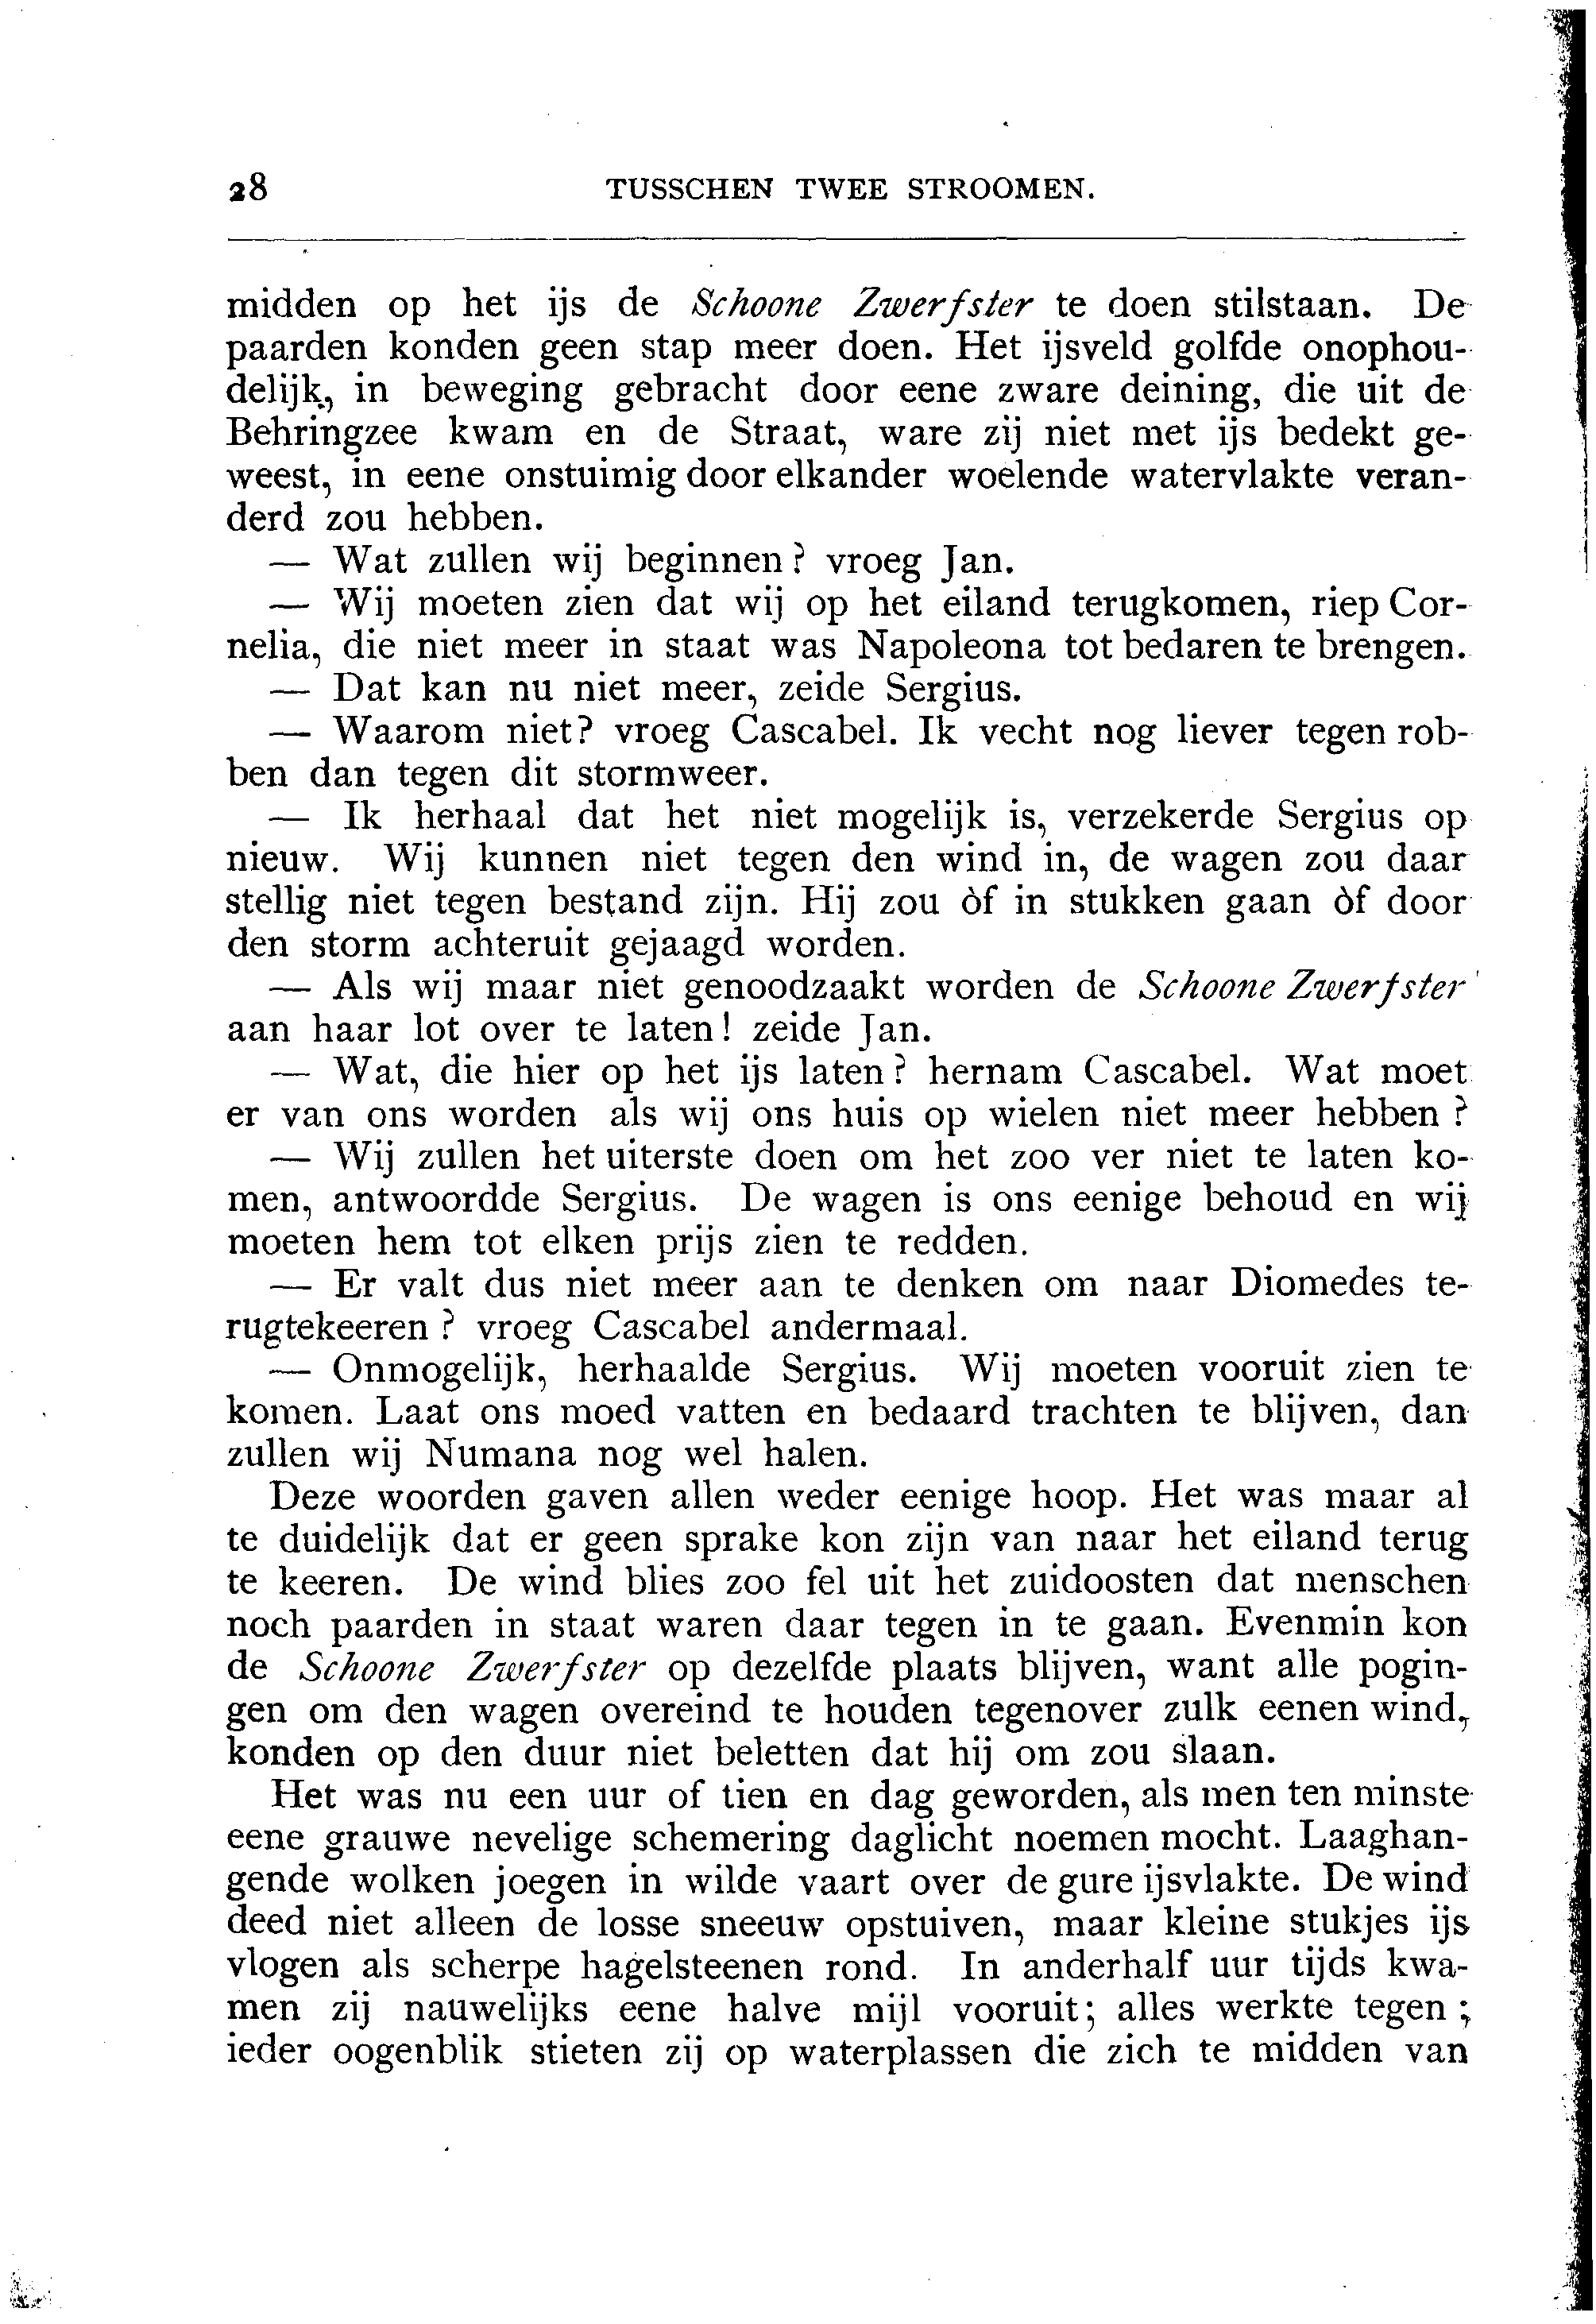 28 TUSSCHEN TWEE STROOMEN.
midden op het ijs de Schoone Zwerfster te doen stilstaan. De
paarden konden geen stap meer doen. Het ijsveld golfde onophou-
delijk, in beweging gebracht door eene zware deining, die uit de
Behringzee kwam en de Straat, ware zij niet met ijs bedekt ge-
weest, in eene onstuimig door elkander woelende watervlakte veran-
derd zou hebben.
— Wat zullen wij beginnen? vroeg Jan.
— Wij moeten zien dat wij op het eiland terugkomen, riep Cor-
nelia, die niet meer in staat was Napoleona tot bedaren te brengen.
— Dat kan nu niet meer, zeide Sergius.
— Waarom niet? vroeg Cascabel. Ik vecht nog liever tegen rob-
ben dan tegen dit stormweer.
— Ik herhaal dat het niet mogelijk is, verzekerde Sergius op
nieuw. Wij kunnen niet tegen den wind in, de wagen zou daar
stellig niet tegen bestand zijn. Hij zou òf in stukken gaan òf door
den storm achteruit gejaagd worden.
— Als wij maar niet genoodzaakt worden de Schoone Zwerfster
aan haar lot over te laten! zeide Jan.
— Wat, die hier op het ijs laten? hernam Cascabel. Wat moet
er van ons worden als wij ons huis op wielen niet meer hebben?
— Wij zullen het uiterste doen om het zoo ver niet te laten ko-
men, antwoordde Sergius. De wagen is ons eenige behoud en wij
moeten hem tot elken prijs zien te redden.
— Er valt dus niet meer aan te denken om naar Diomedes te-
rugtekeeren? vroeg Cascabel andermaal.
— Onmogelijk, herhaalde Sergius. Wij moeten vooruit zien te
komen. Laat ons moed vatten en bedaard trachten te blijven, dan
zullen wij Numana nog wel halen.
Deze woorden gaven allen weder eenige hoop. Het was maar al
te duidelijk dat er geen sprake kon zijn van naar het eiland terug
te keeren. De wind blies zoo fel uit het zuidoosten dat menschen
noch paarden in staat waren daar tegen in te gaan. Evenmin kon
de Schoone Zwerfster op dezelfde plaats blijven, want alle pogin-
gen om den wagen overeind te houden tegenover zulk eenen wind,
konden op den duur niet beletten dat hij om zou slaan.
Het was nu een uur of tien en dag geworden, als men ten minste
eene grauwe nevelige schemering daglicht noemen mocht. Laaghan-
gende wolken joegen in wilde vaart over de gure ijsvlakte. De wind
deed niet alleen de losse sneeuw opstuiven, maar kleine stukjes ijs
vlogen als scherpe hagelsteenen rond. In anderhalf uur tijds kwa-
men zij nauwelijks eene halve mijl vooruit; alles werkte tegen;
ieder oogenblik stieten zij op waterplassen die zich te midden van